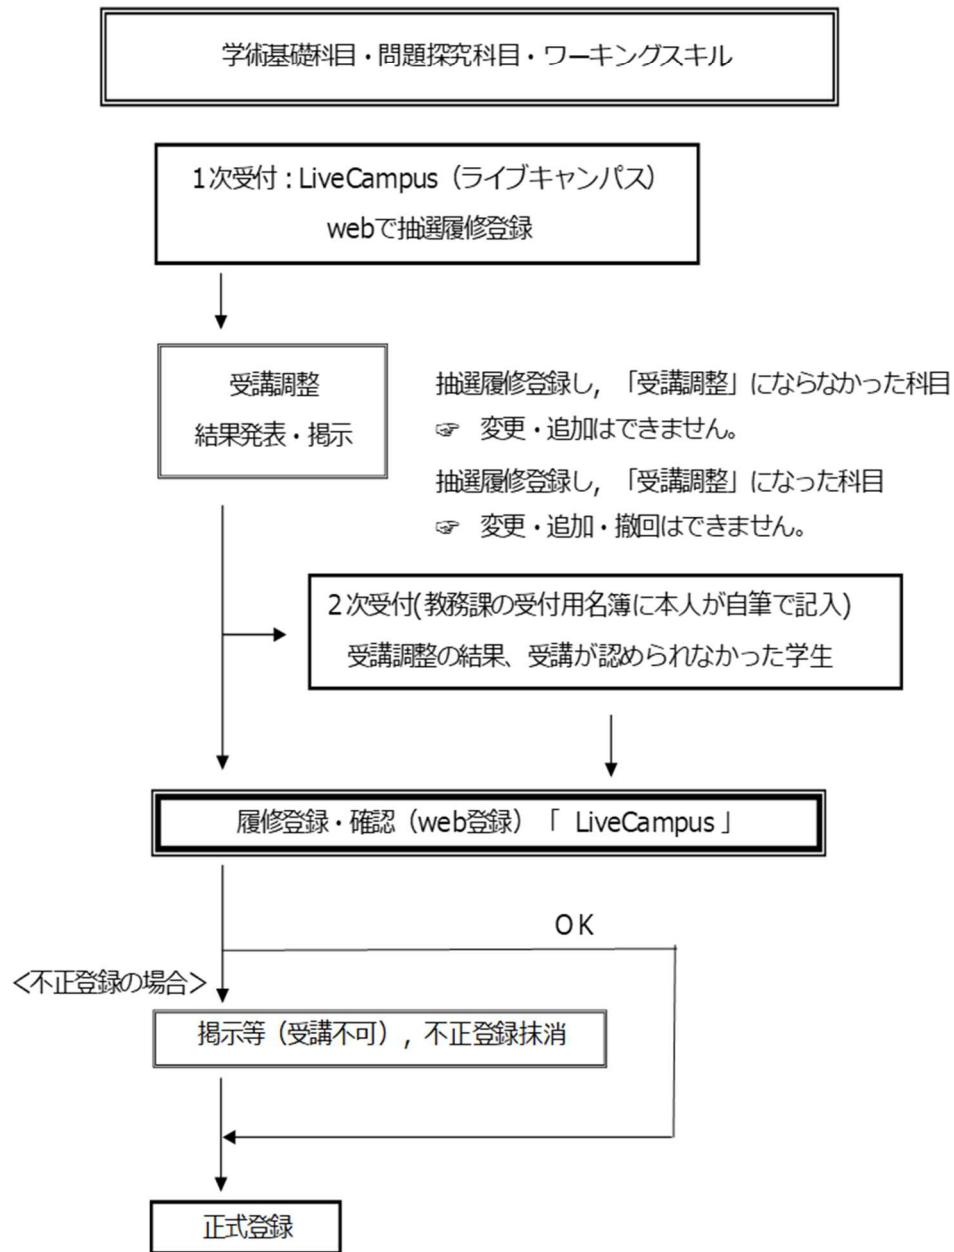 学術基礎科目・問題探究科目・ワーキングスキル
1次受付：LiveCampus（ライブキャンパス）
webで抽選履修登録
受講調整
結果発表・掲示
抽選履修登録し，「受講調整」にならなかった科目
☞ 変更・追加はできません。
抽選履修登録し，「受講調整」になった科目
☞ 変更・追加・撤回はできません。
2次受付(教務課の受付用名簿に本人が自筆で記入)
受講調整の結果、受講が認められなかった学生
履修登録・確認（web登録）「 LiveCampus 」
OK
＜不正登録の場合＞
掲示等（受講不可）, 不正登録抹消
正式登録